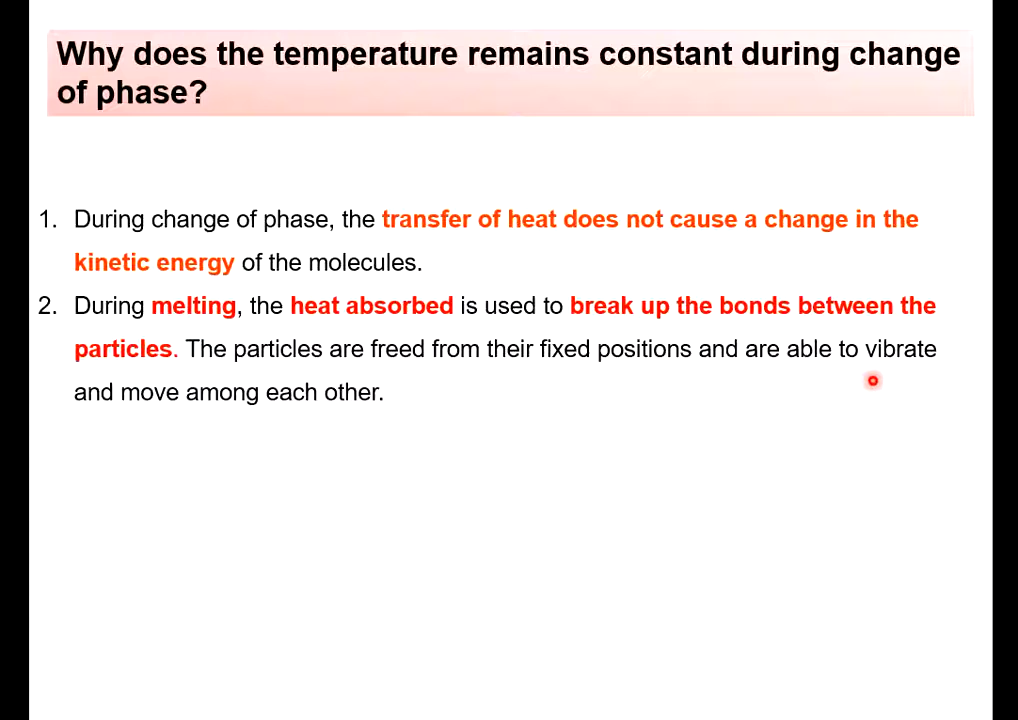 Why does the temperature remains constant during change
of phase?
1. During change of phase, the transfer of heat does not cause a change in the
kinetic energy of the molecules.
2. During melting, the heat absorbed is used to break up the bonds between the
particles. The particles are freed from their fixed positions and are able to vibrate
and move among each other.